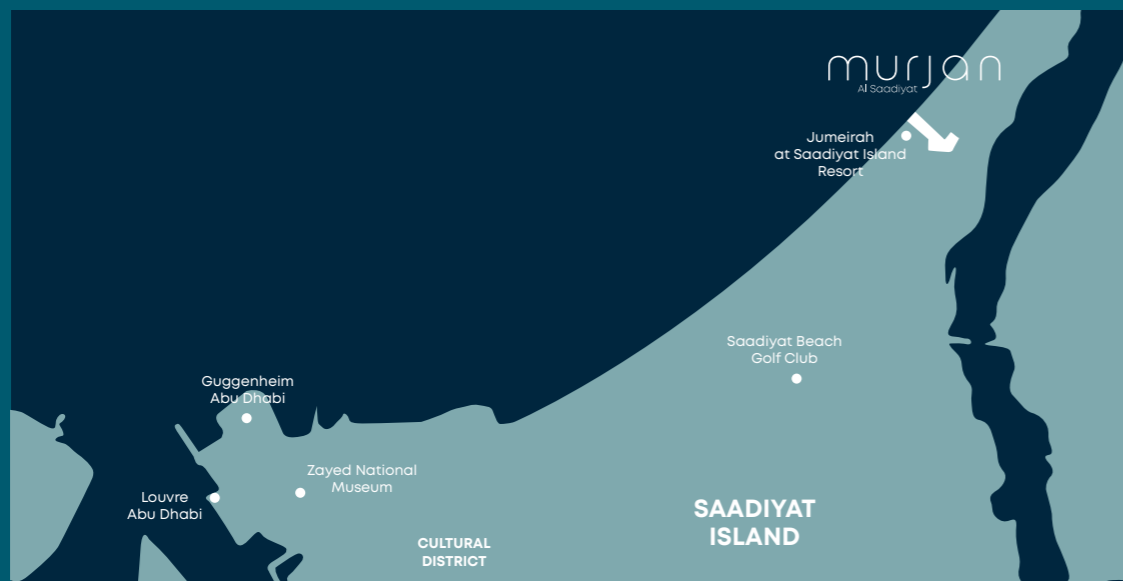 murjan
Al Saadiyat
Jumeirah
at Saadiyat Island
Resort
Saadiyat Beach
Golf Club
Guggenheim
Abu Dhabi
Zayed National
Museum
Louvre
Abu Dhabi
SAADIYAT
ISLAND
CULTURAL
DISTRICT